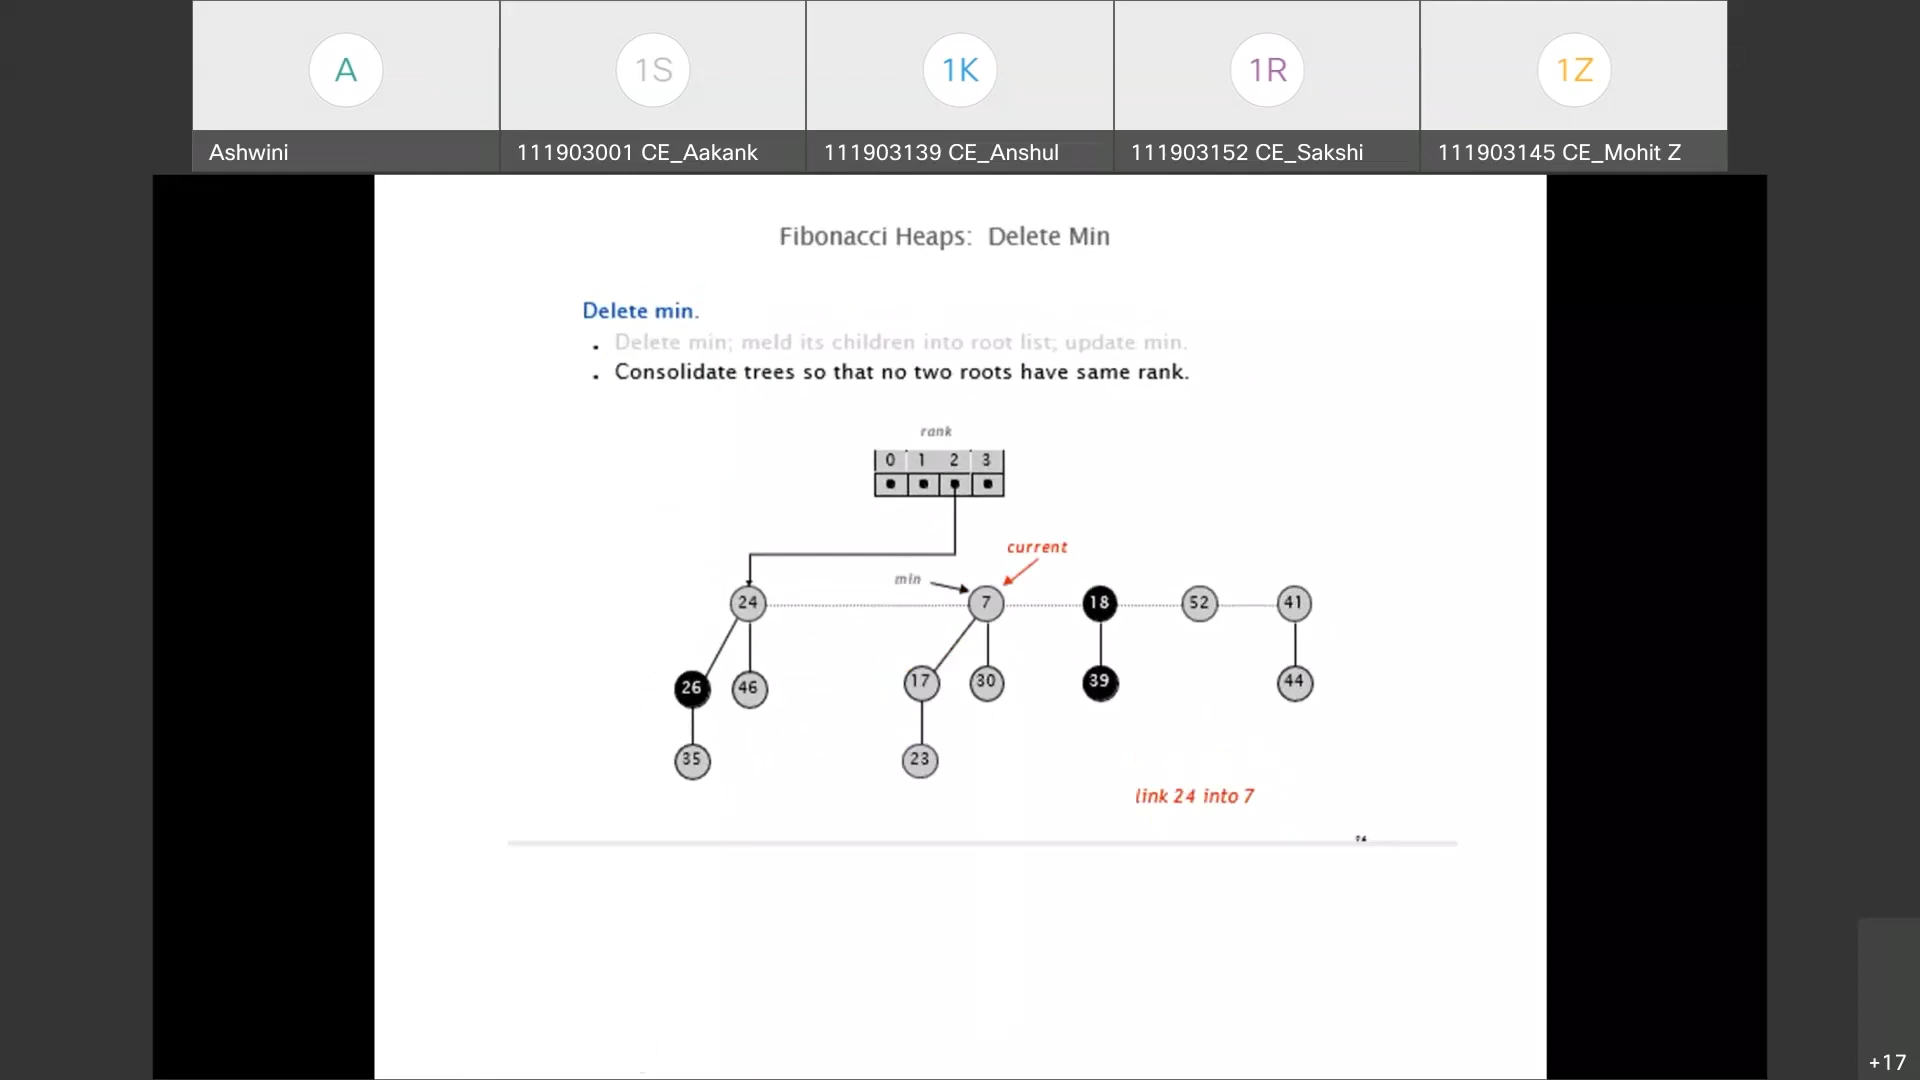 A 1S 1K 1R 1Z
Ashwini 111903001 CE_Aakank 111903139 CE_Anshul 111903152 CE_Sakshi 111903145 CE_Mohit Z
Fibonacci Heaps: Delete Min
Delete min.
Delete min; meld its children into root list; update min.
Consolidate trees so that no two roots have same rank.
rank
0 1 2 3
current
min
24 7 18 52 41
26 46 17 30 39 44
35 23
link 24 into 7
+17